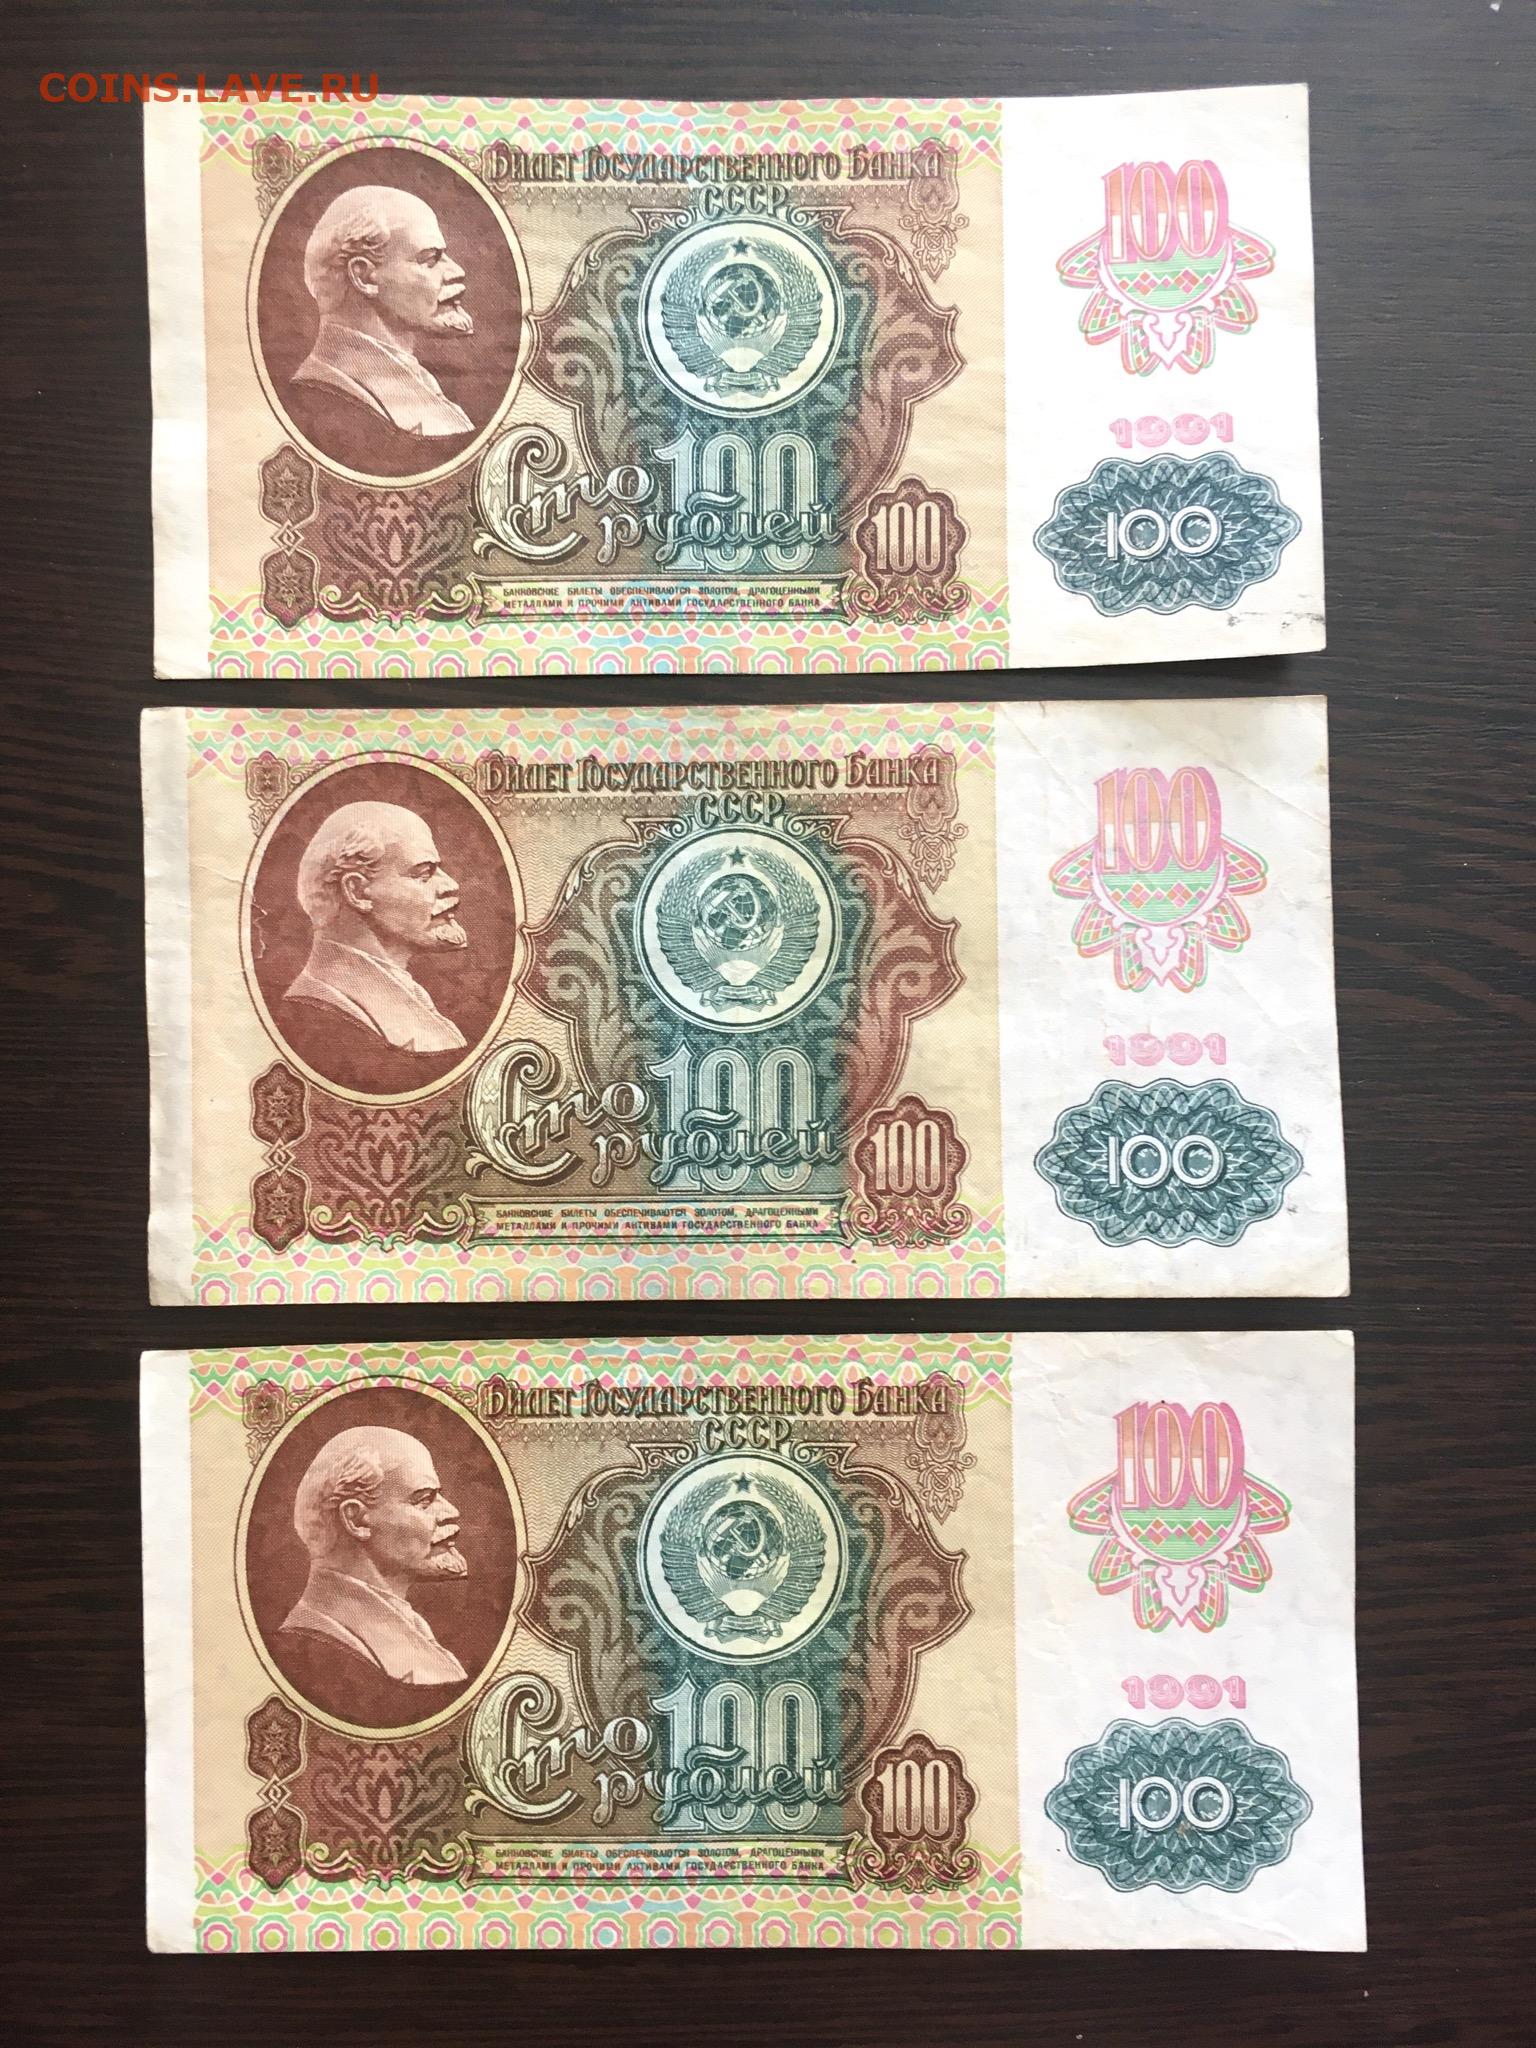 COINS.LAVE.RU
Билет Государственного Банка
СССР
100
1991
100
Сто
рублей
100
100
БАНКОВСКИЕ БИЛЕТЫ ОБЕСПЕЧИВАЮТСЯ ЗОЛОТОМ, ДРАГОЦЕННЫМИ
МЕТАЛЛАМИ И ПРОЧИМИ АКТИВАМИ ГОСУДАРСТВЕННОГО БАНКА
Билет Государственного Банка
СССР
100
1991
100
Сто
рублей
100
100
БАНКОВСКИЕ БИЛЕТЫ ОБЕСПЕЧИВАЮТСЯ ЗОЛОТОМ, ДРАГОЦЕННЫМИ
МЕТАЛЛАМИ И ПРОЧИМИ АКТИВАМИ ГОСУДАРСТВЕННОГО БАНКА
Билет Государственного Банка
СССР
100
1991
100
Сто
рублей
100
100
БАНКОВСКИЕ БИЛЕТЫ ОБЕСПЕЧИВАЮТСЯ ЗОЛОТОМ, ДРАГОЦЕННЫМИ
МЕТАЛЛАМИ И ПРОЧИМИ АКТИВАМИ ГОСУДАРСТВЕННОГО БАНКА